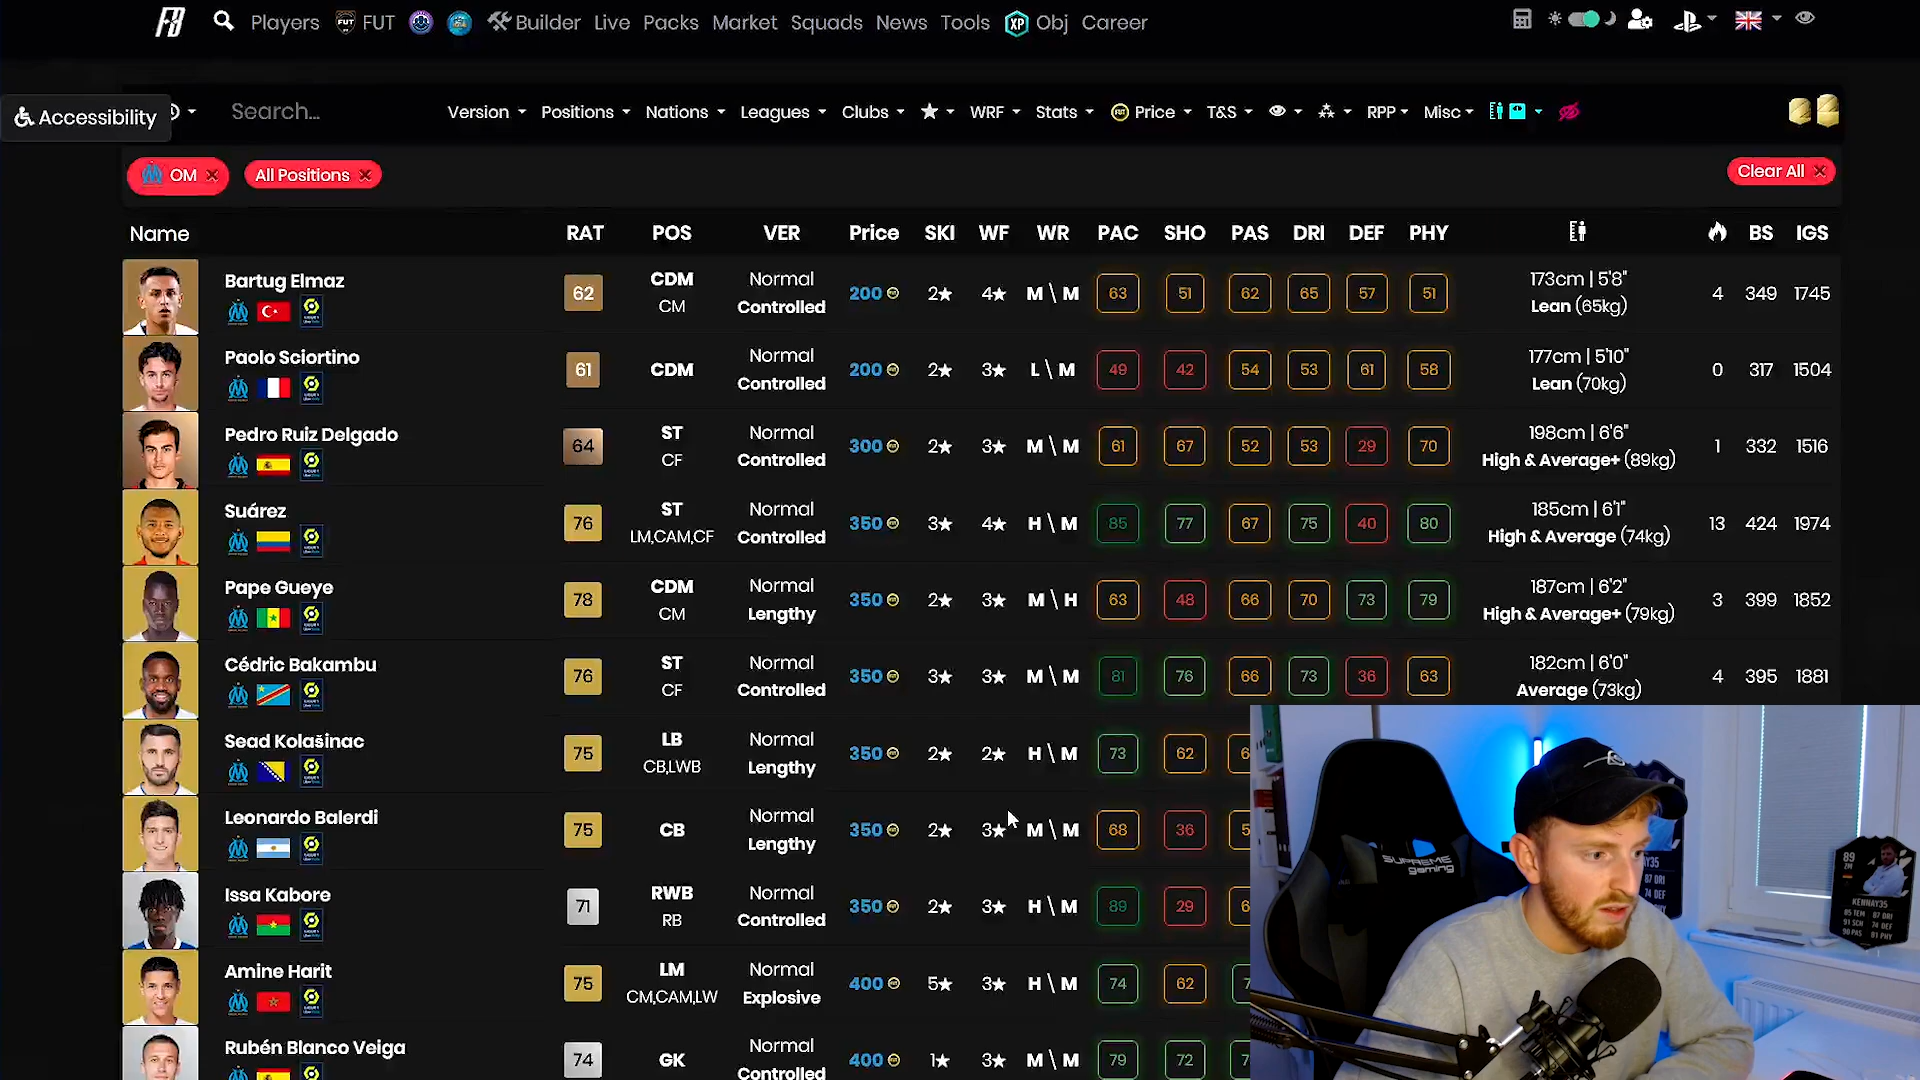 Players FUT Builder Live Packs Market Squads News Tools XP Obj Career
Accessibility
Search... Version Positions Nations Leagues Clubs WRF Stats Price T&S RPP Misc
OM All Positions Clear All
Name RAT POS VER Price SKI WF WR PAC SHO PAS DRI DEF PHY BS IGS
Bartug Elmaz 62 CDM CM Normal Controlled 200 2★ 4★ M \ M 63 51 62 65 57 51 173cm | 5'8" Lean (65kg) 4 349 1745
Paolo Sciortino 61 CDM Normal Controlled 200 2★ 3★ L \ M 49 42 54 53 61 58 177cm | 5'10" Lean (70kg) 0 317 1504
Pedro Ruiz Delgado 64 ST CF Normal Controlled 300 2★ 3★ M \ M 61 67 52 53 29 70 198cm | 6'6" High & Average+ (89kg) 1 332 1516
Suárez 76 ST LM,CAM,CF Normal Controlled 350 3★ 4★ H \ M 85 77 67 75 40 80 185cm | 6'1" High & Average (74kg) 13 424 1974
Pape Gueye 78 CDM CM Normal Lengthy 350 2★ 3★ M \ H 63 48 66 70 73 79 187cm | 6'2" High & Average+ (79kg) 3 399 1852
Cédric Bakambu 76 ST CF Normal Controlled 350 3★ 3★ M \ M 81 76 66 73 36 63 182cm | 6'0" Average (73kg) 4 395 1881
Sead Kolašinac 75 LB CB,LWB Normal Lengthy 350 2★ 2★ H \ M 73 62 6
Leonardo Balerdi 75 CB Normal Lengthy 350 2★ 3★ M \ M 68 36 5
Issa Kabore 71 RWB RB Normal Controlled 350 2★ 3★ H \ M 89 29 6
Amine Harit 75 LM CM,CAM,LW Normal Explosive 400 5★ 3★ H \ M 74 62 7
Rubén Blanco Veiga 74 GK Normal Controlled 400 1★ 3★ M \ M 79 72 7
SUPREME
gaming
89
KENNAY35